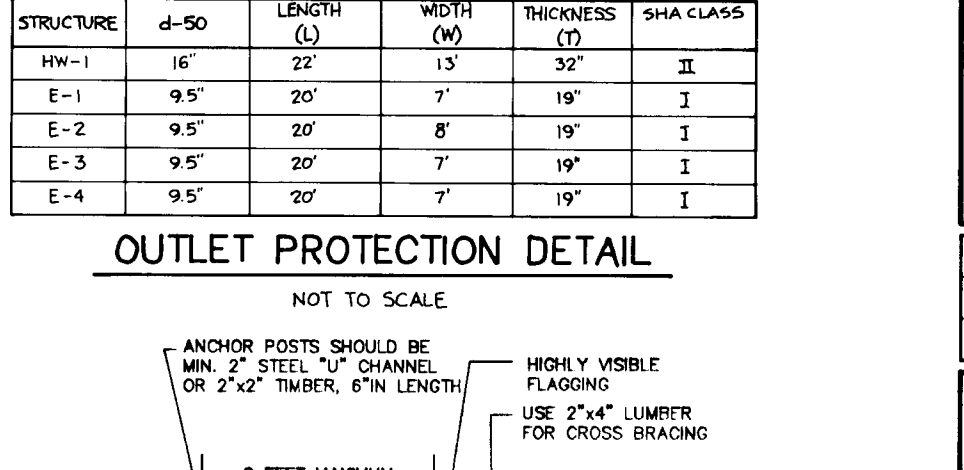 STRUCTURE d-50 LENGTH (L) WIDTH (W) THICKNESS (T) SHA CLASS
HW-1 16" 22' 13' 32" II
E-1 9.5" 20' 7' 19" I
E-2 9.5" 20' 8' 19" I
E-3 9.5" 20' 7' 19" I
E-4 9.5" 20' 7' 19" I
OUTLET PROTECTION DETAIL
NOT TO SCALE
ANCHOR POSTS SHOULD BE
MIN. 2" STEEL "U" CHANNEL
OR 2"x2" TIMBER, 6"IN LENGTH
HIGHLY VISIBLE
FLAGGING
USE 2"x4" LUMBER
FOR CROSS BRACING
FEET